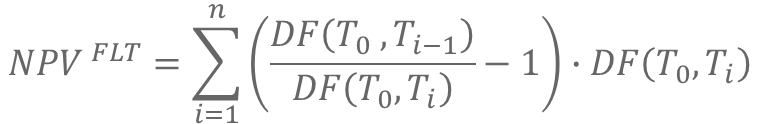 NPV^{FLT} = \sum_{i=1}^{n} \left( \frac{DF(T_0, T_{i-1})}{DF(T_0, T_i)} - 1 \right) \cdot DF(T_0, T_i)